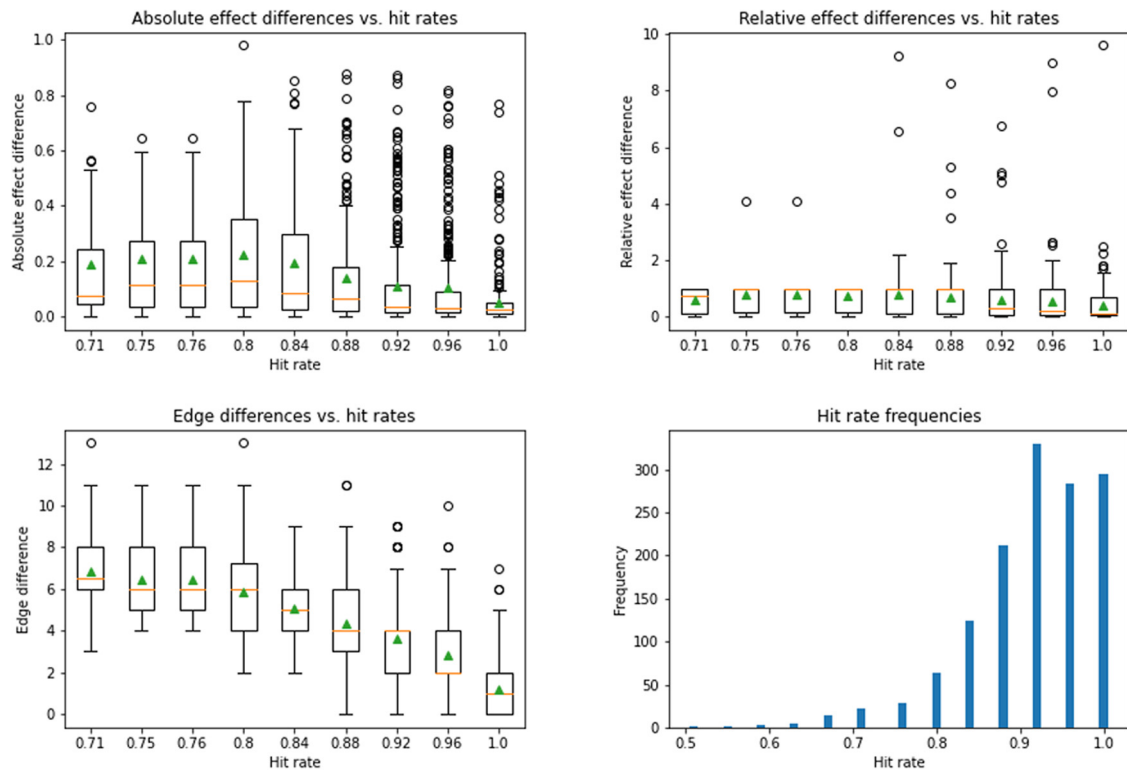 Absolute effect differences vs. hit rates
1.0
0.8
0.6
0.4
0.2
0.0
Absolute effect difference
0.71 0.75 0.76 0.8 0.84 0.88 0.92 0.96 1.0
Hit rate
Relative effect differences vs. hit rates
10
8
6
4
2
0
Relative effect difference
0.71 0.75 0.76 0.8 0.84 0.88 0.92 0.96 1.0
Hit rate
Edge differences vs. hit rates
12
10
8
6
4
2
0
Edge difference
0.71 0.75 0.76 0.8 0.84 0.88 0.92 0.96 1.0
Hit rate
Hit rate frequencies
300
250
200
150
100
50
0
Frequency
0.5 0.6 0.7 0.8 0.9 1.0
Hit rate